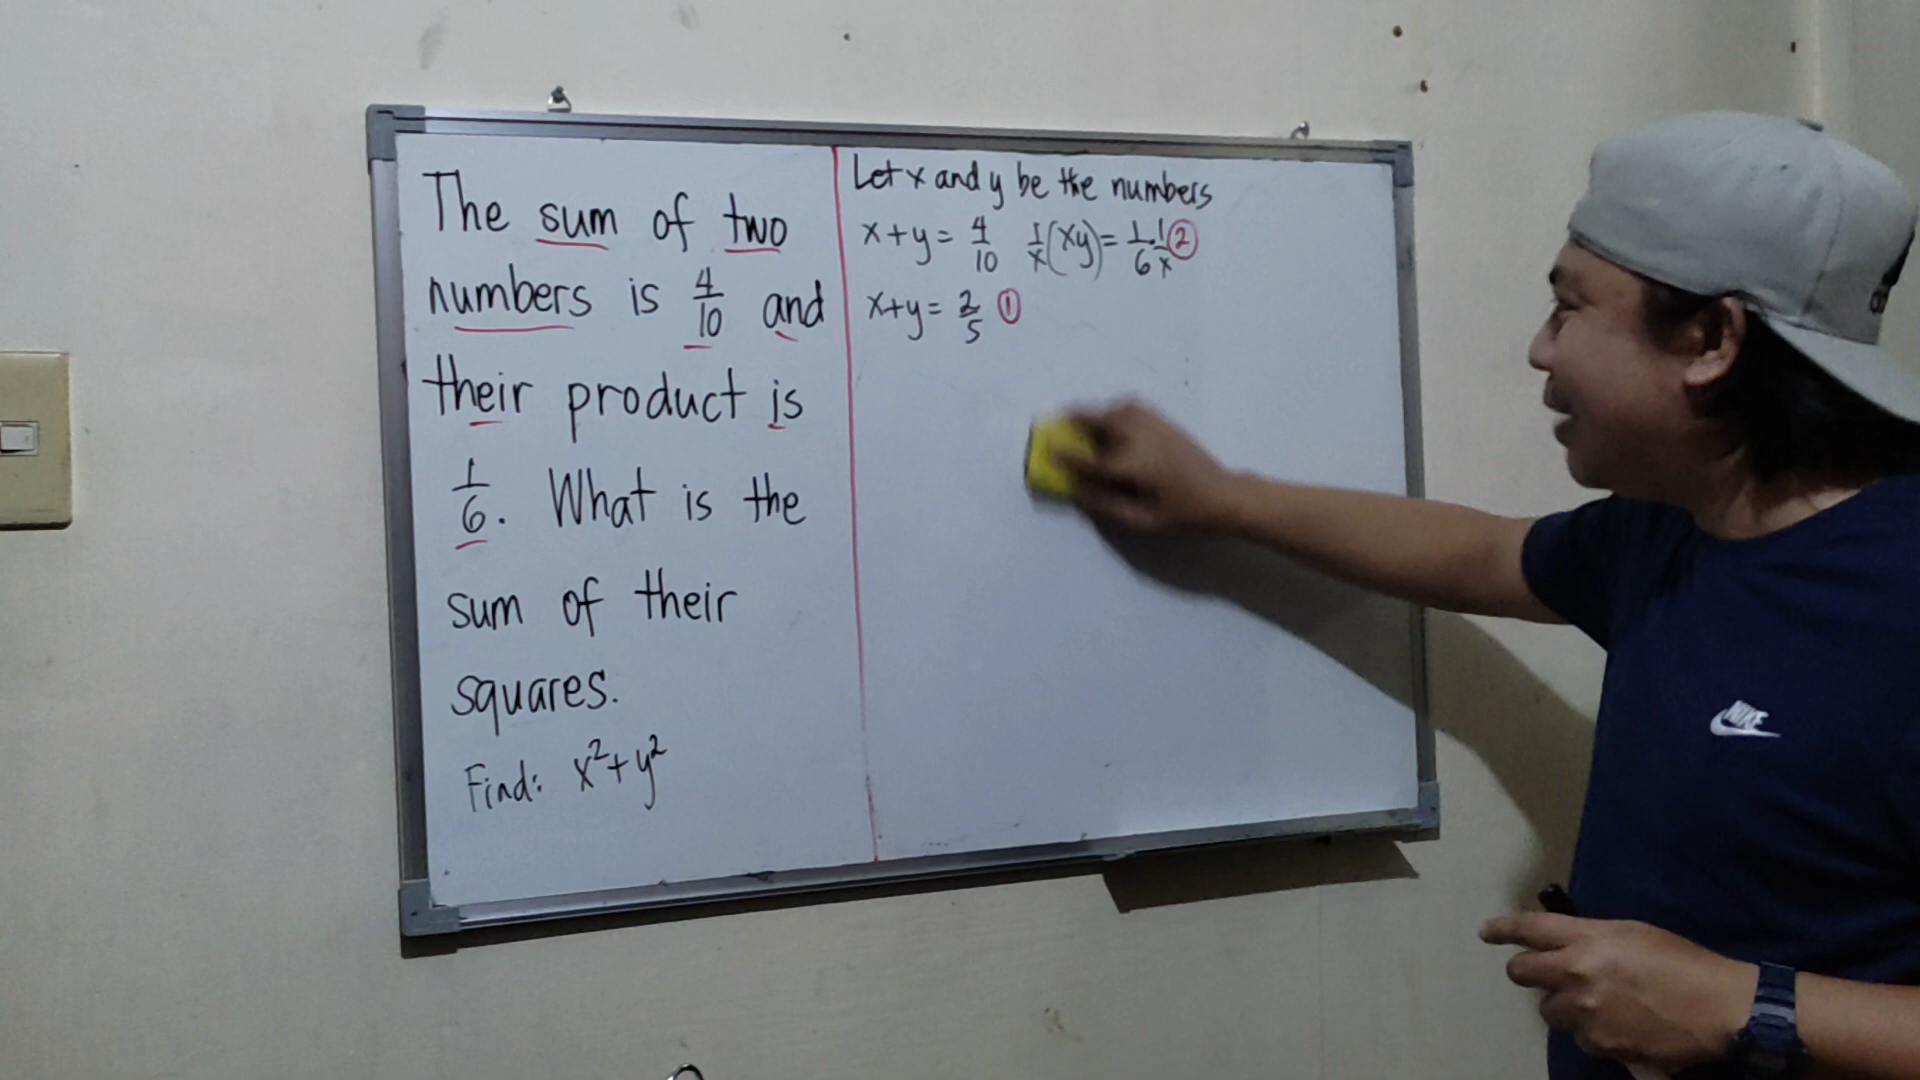 The sum of two
numbers is 4/10 and
their product is
1/6. What is the
sum of their
squares.
Find: x²+y²
Let x and y be the numbers
x+y = 4/10 1/x(xy) = 1/6·1/x ②
x+y = 2/5 ①
NIKE